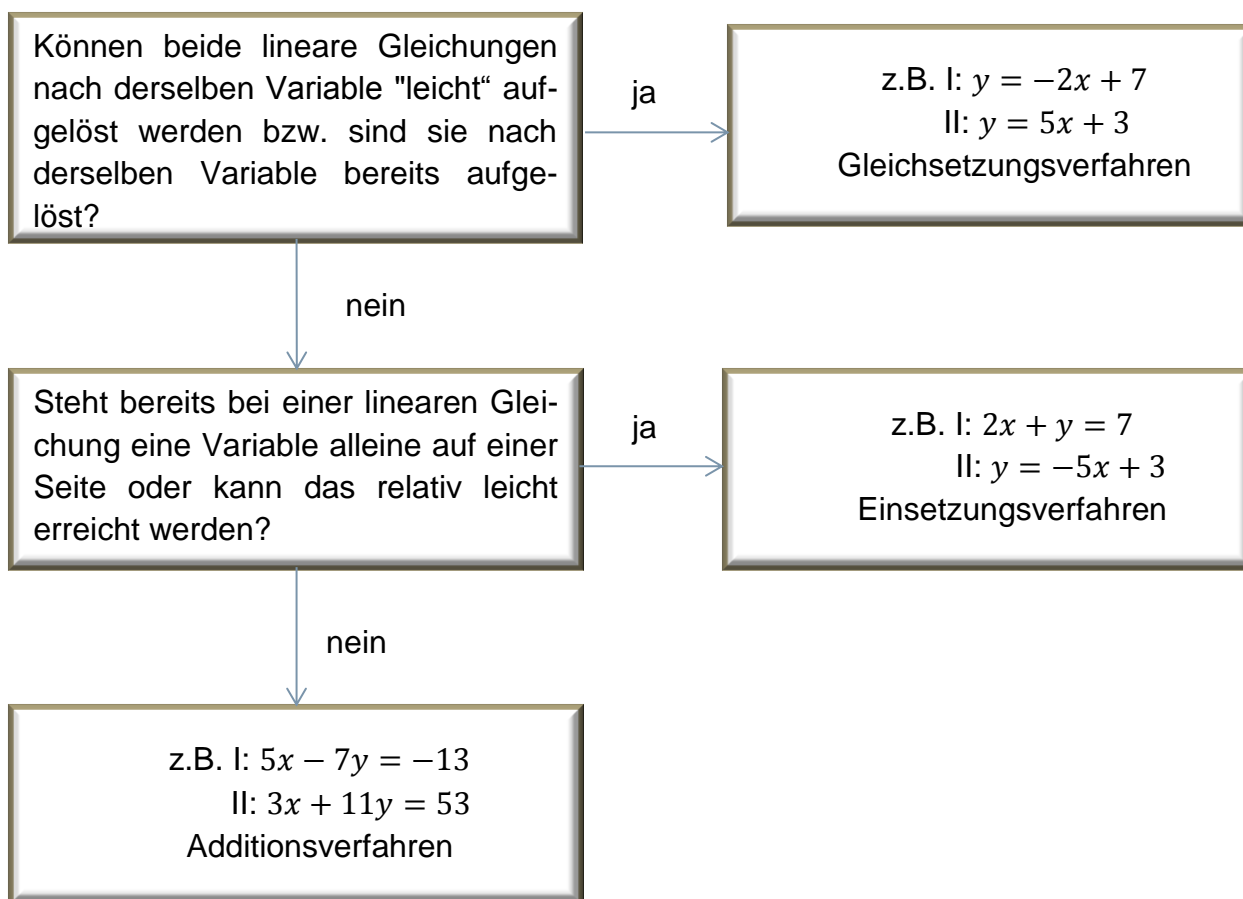 Können beide lineare Gleichungen
nach derselben Variable "leicht“ auf-
gelöst werden bzw. sind sie nach
derselben Variable bereits aufge-
löst?
ja
z.B. I: 𝑦 = −2𝑥 + 7
II: 𝑦 = 5𝑥 + 3
Gleichsetzungsverfahren
nein
Steht bereits bei einer linearen Glei-
chung eine Variable alleine auf einer
Seite oder kann das relativ leicht
erreicht werden?
ja
z.B. I: 2𝑥 + 𝑦 = 7
II: 𝑦 = −5𝑥 + 3
Einsetzungsverfahren
nein
z.B. I: 5𝑥 − 7𝑦 = −13
II: 3𝑥 + 11𝑦 = 53
Additionsverfahren